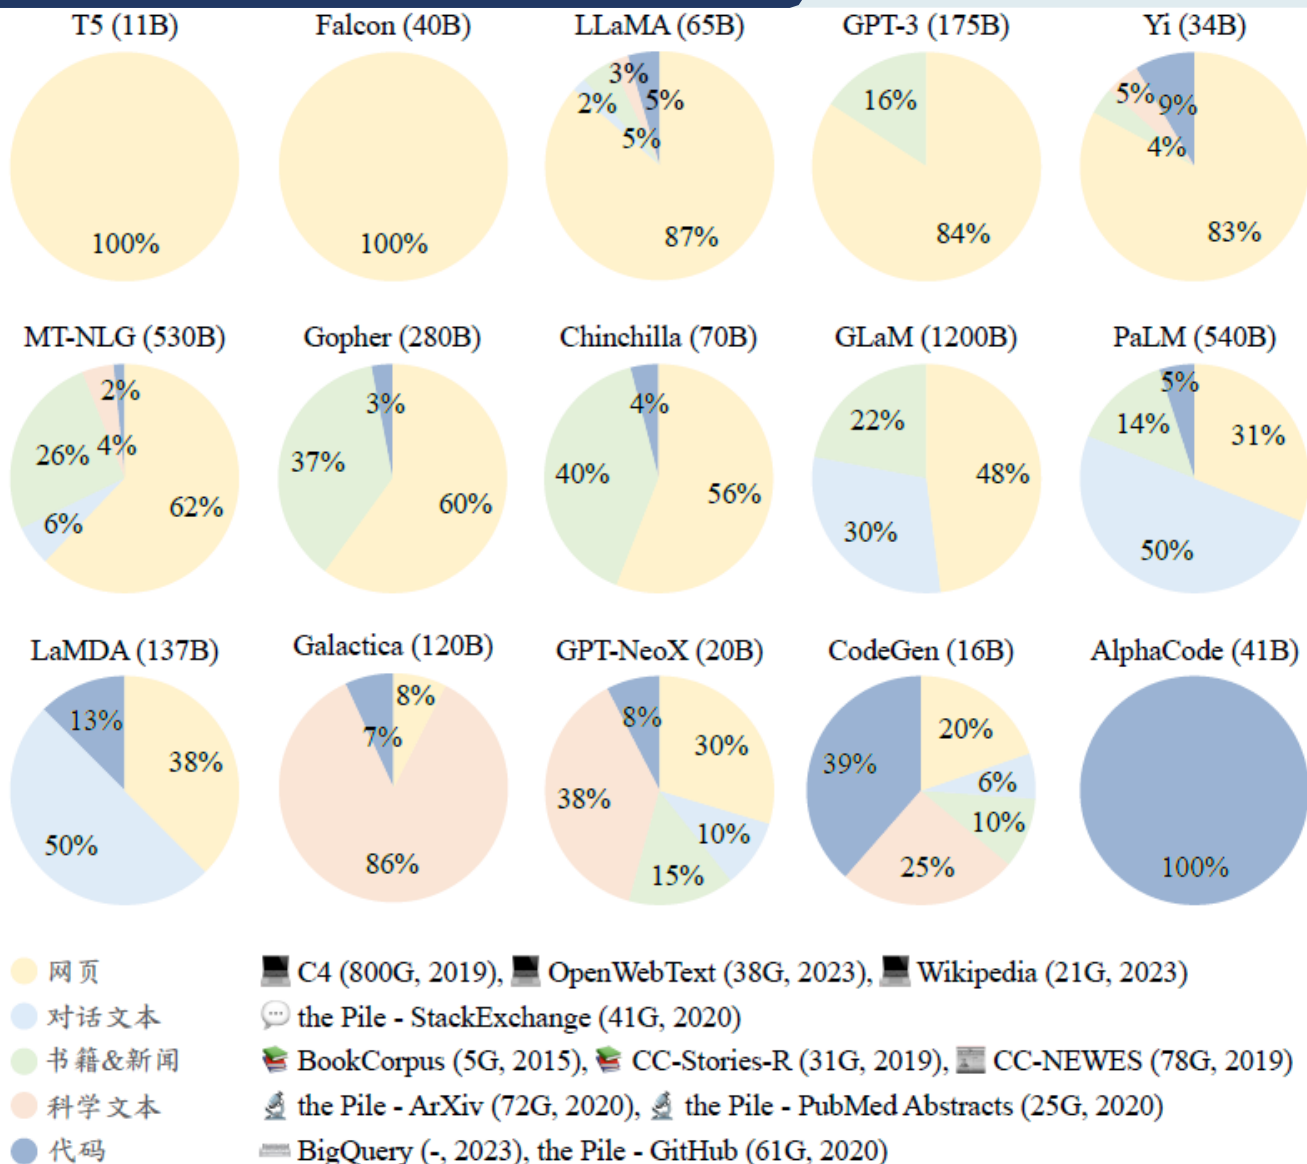 T5 (11B) Falcon (40B) LLaMA (65B) GPT-3 (175B) Yi (34B)
3% 5% 2% 5% 87%
16% 84%
5% 9% 4% 83%
100% 100%
MT-NLG (530B) Gopher (280B) Chinchilla (70B) GLaM (1200B) PaLM (540B)
2% 26% 4% 6% 62%
3% 37% 60%
4% 40% 56%
22% 48% 30%
5% 14% 31% 50%
LaMDA (137B) Galactica (120B) GPT-NeoX (20B) CodeGen (16B) AlphaCode (41B)
13% 38% 50%
8% 7% 86%
8% 30% 38% 10% 15%
20% 39% 6% 10% 25%
100%
网页 C4 (800G, 2019), OpenWebText (38G, 2023), Wikipedia (21G, 2023)
对话文本 the Pile - StackExchange (41G, 2020)
书籍&新闻 BookCorpus (5G, 2015), CC-Stories-R (31G, 2019), CC-NEWES (78G, 2019)
科学文本 the Pile - ArXiv (72G, 2020), the Pile - PubMed Abstracts (25G, 2020)
代码 BigQuery (-, 2023), the Pile - GitHub (61G, 2020)